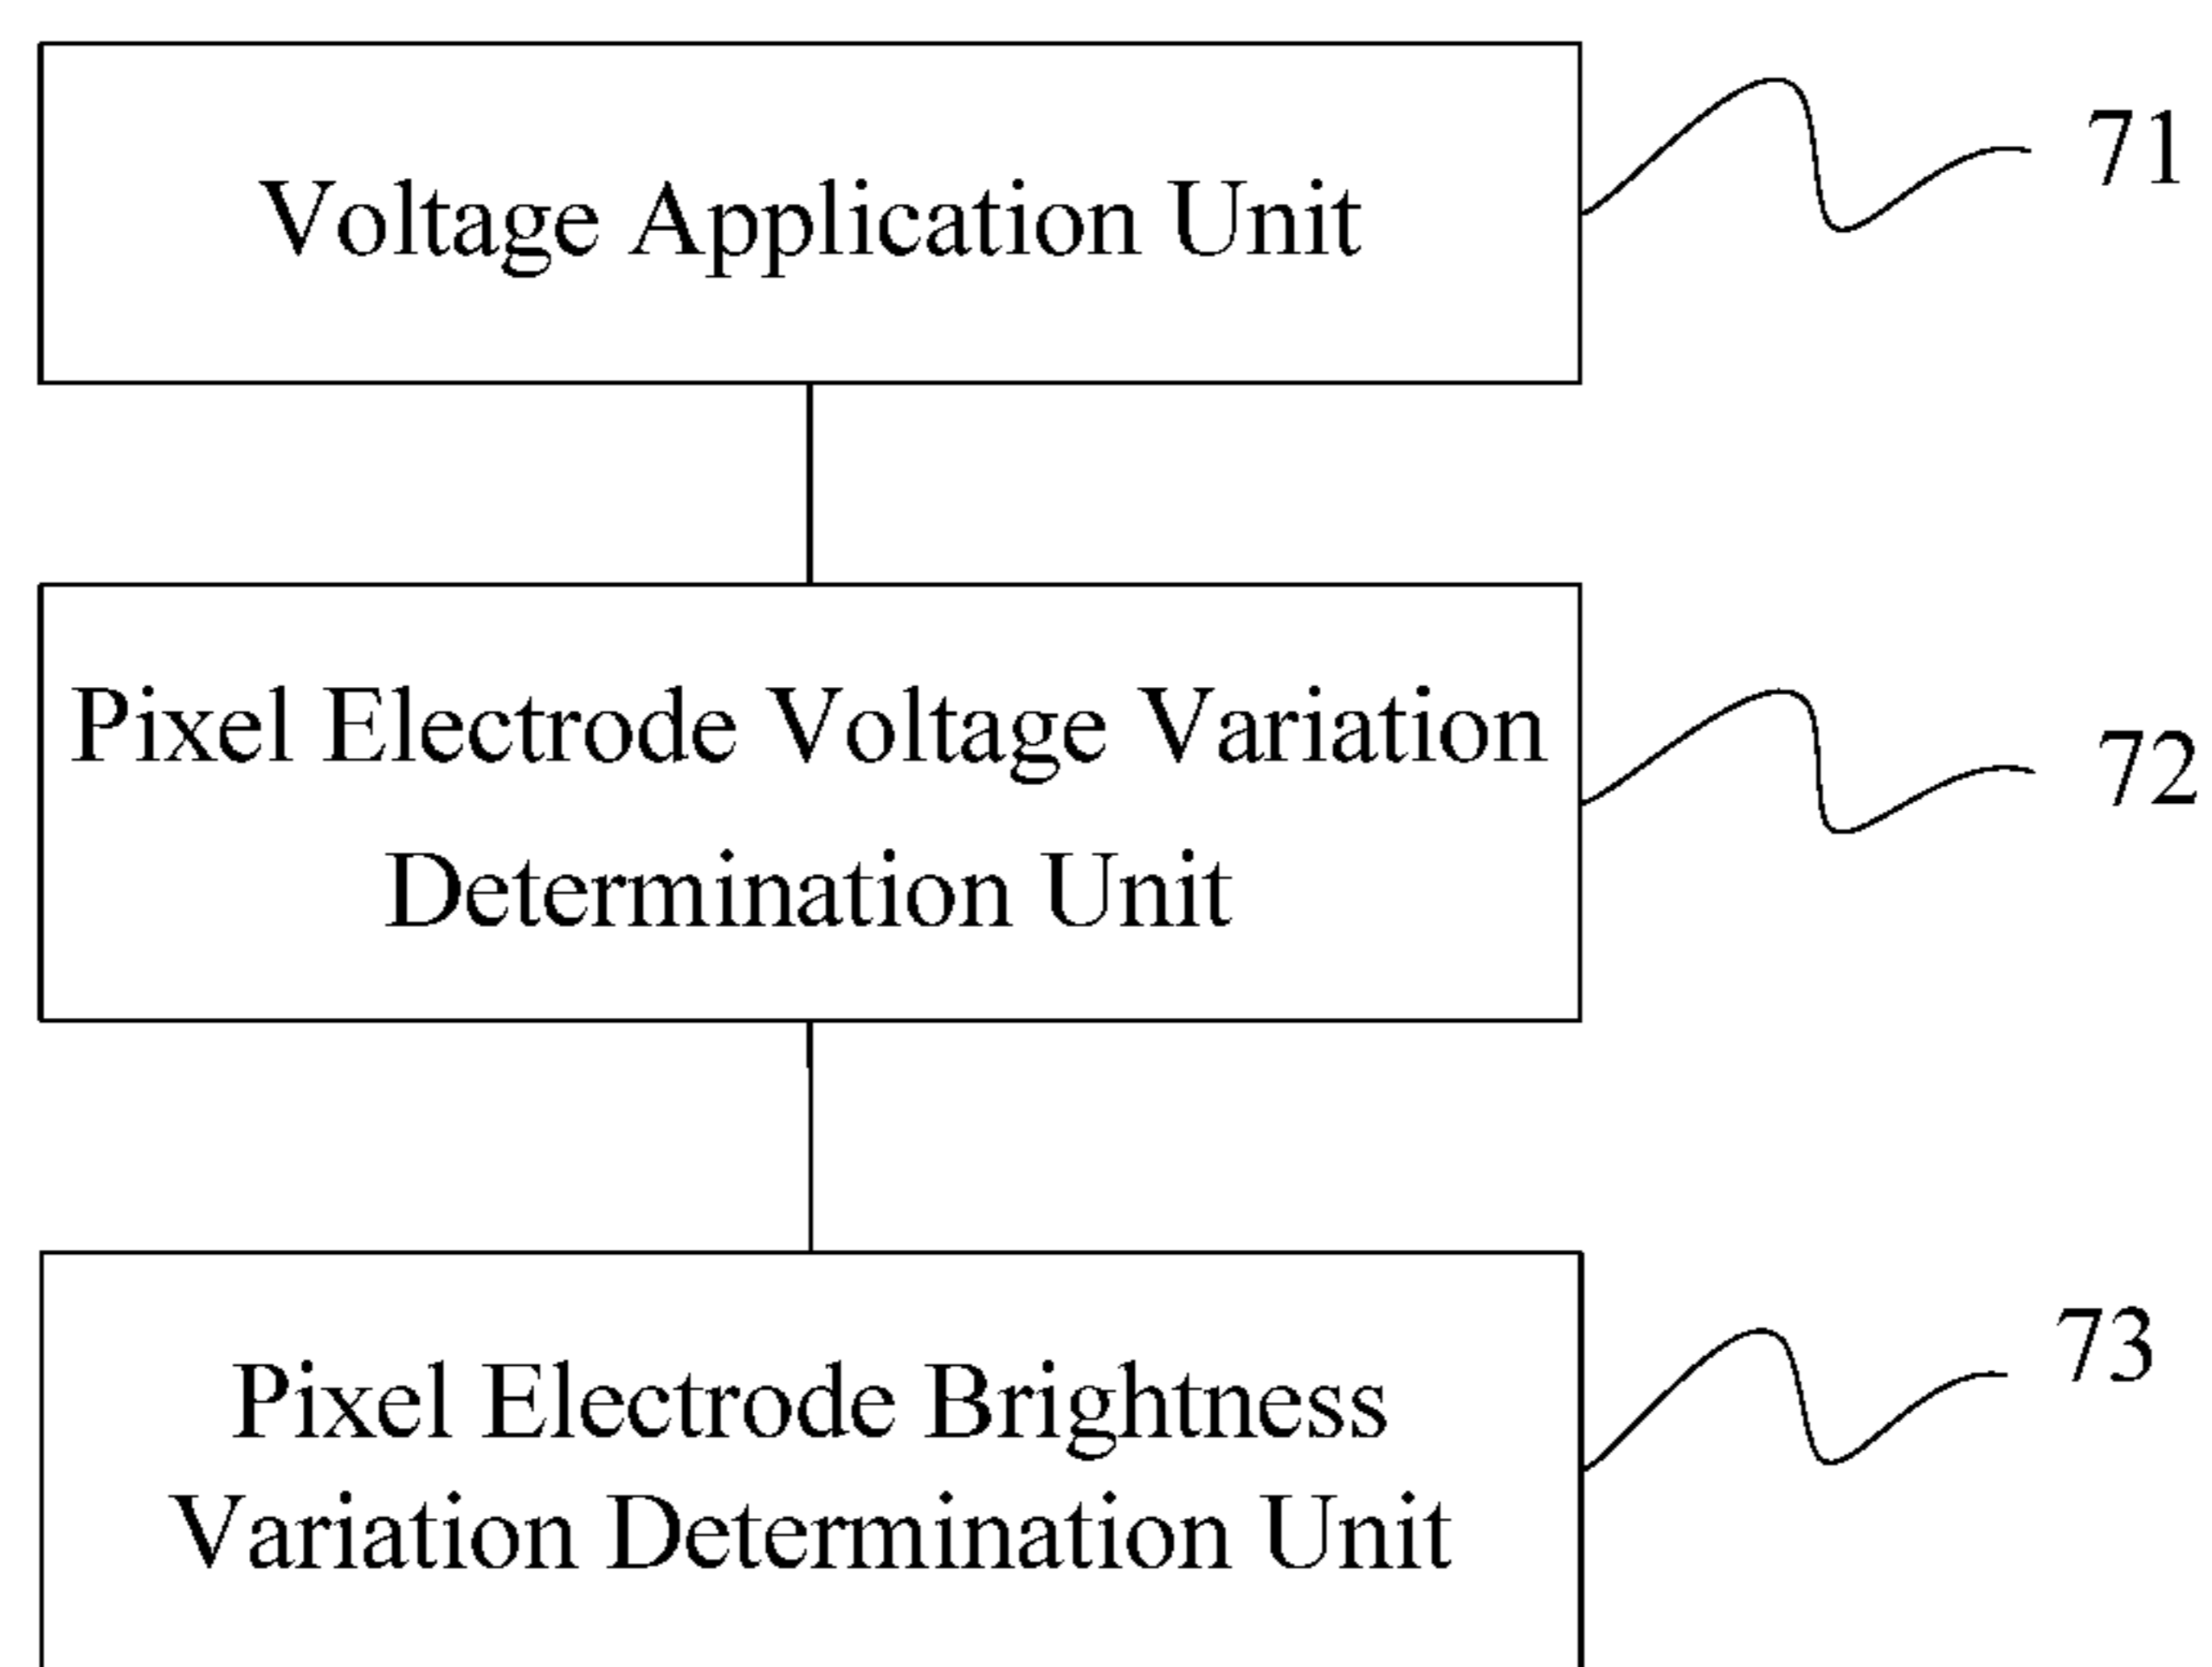 Voltage Application Unit
71
Pixel Electrode Voltage Variation
Determination Unit
72
Pixel Electrode Brightness
Variation Determination Unit
73